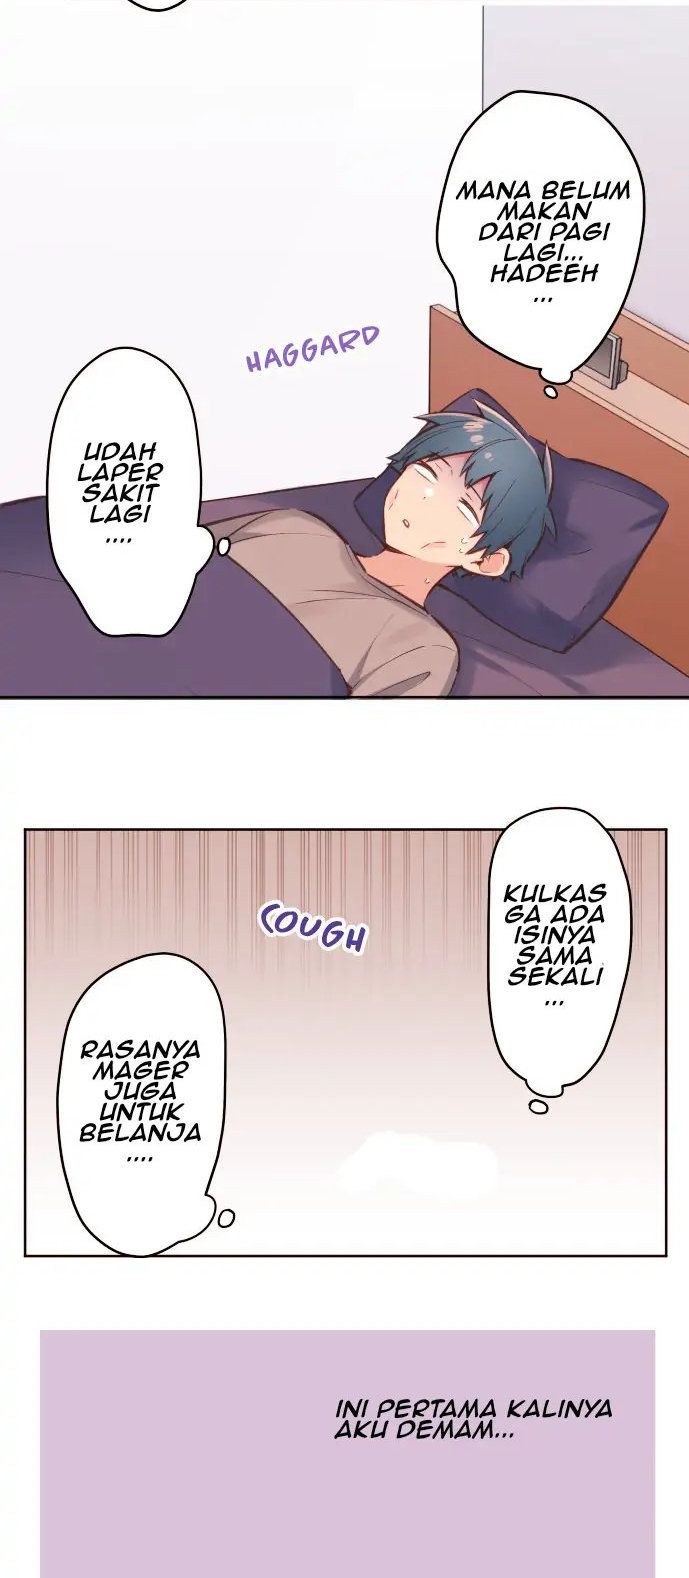 MANA BELUM
MAKAN
DARI PAGI
LAGI...
HADEEH
...
HAGGARD
UDAH
LAPER
SAKIT
LAGI
....
KULKAS
GA ADA
ISINYA
SAMA
SEKALI
...
COUGH
RASANYA
MAGER
JUGA
UNTUK
BELANJA
....
INI PERTAMA KALINYA
AKU DEMAM...